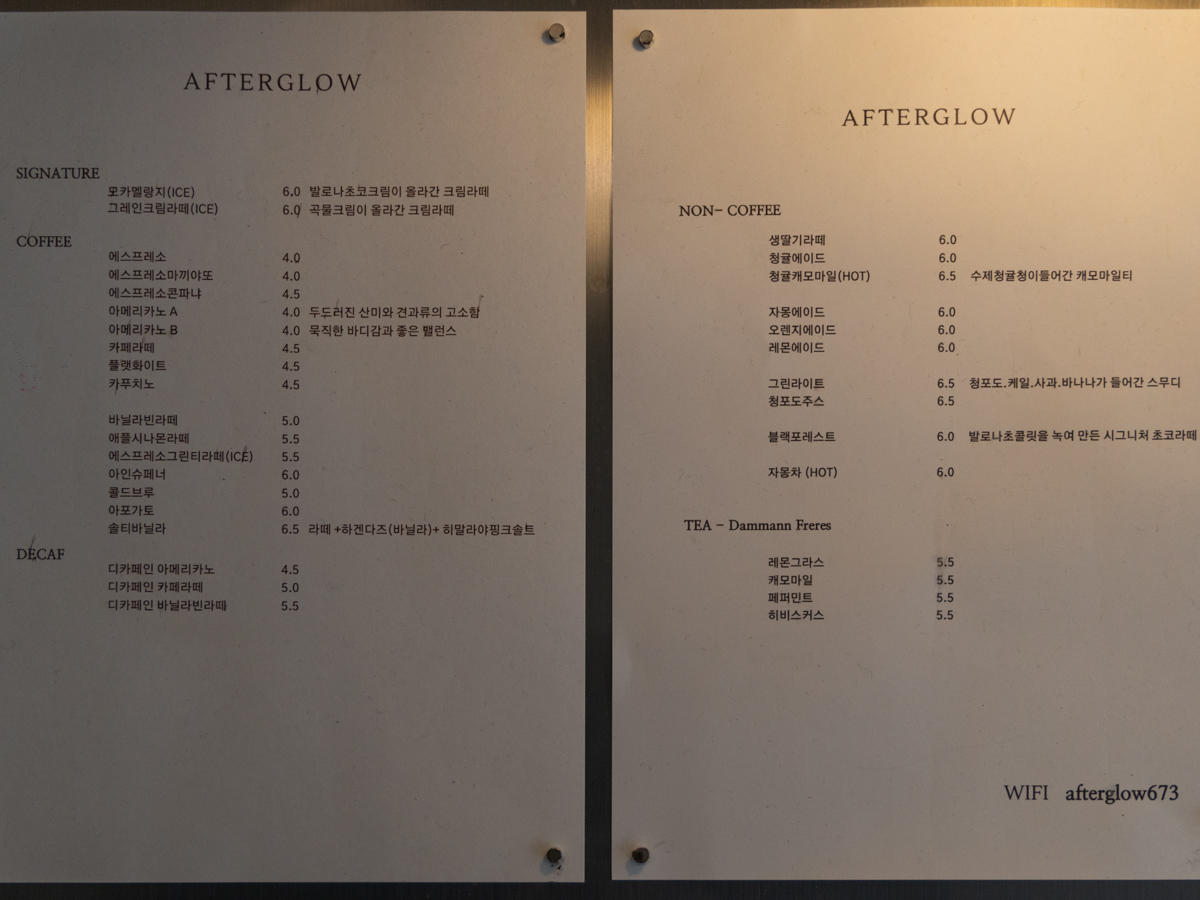 AFTERGLOW
SIGNATURE
모카멜랑지(ICE) 6.0 발로나초코크림이 올라간 크림라떼
그레인크림라떼(ICE) 6.0 곡물크림이 올라간 크림라떼
COFFEE
에스프레소 4.0
에스프레소마끼야또 4.0
에스프레소콘파냐 4.5
아메리카노 A 4.0 두드러진 산미와 견과류의 고소함
아메리카노 B 4.0 묵직한 바디감과 좋은 밸런스
카페라떼 4.5
플랫화이트 4.5
카푸치노 4.5
바닐라빈라떼 5.0
애플시나몬라떼 5.5
에스프레소그린티라떼(ICE) 5.5
아인슈페너 6.0
콜드브루 5.0
아포가토 6.0
솔티바닐라 6.5 라떼 +하겐다즈(바닐라)+ 히말라야핑크솔트
DECAF
디카페인 아메리카노 4.5
디카페인 카페라떼 5.0
디카페인 바닐라빈라떼 5.5
AFTERGLOW
NON- COFFEE
생딸기라떼 6.0
청귤에이드 6.0
청귤캐모마일(HOT) 6.5 수제청귤청이들어간 캐모마일티
자몽에이드 6.0
오렌지에이드 6.0
레몬에이드 6.0
그린라이트 6.5 청포도.케일.사과.바나나가 들어간 스무디
청포도주스 6.5
블랙포레스트 6.0 발로나초콜릿을 녹여 만든 시그니처 초코라떼
자몽차 (HOT) 6.0
TEA - Dammann Freres
레몬그라스 5.5
캐모마일 5.5
페퍼민트 5.5
히비스커스 5.5
WIFI afterglow673